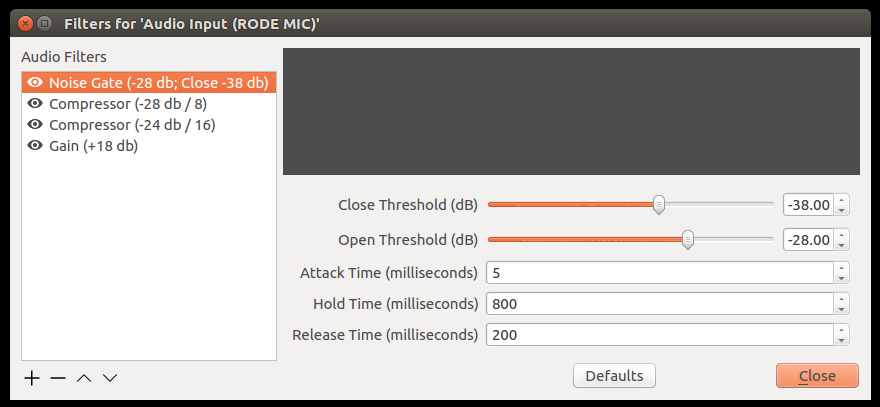 Filters for 'Audio Input (RODE MIC)'
Audio Filters
Noise Gate (-28 db; Close -38 db)
Compressor (-28 db / 8)
Compressor (-24 db / 16)
Gain (+18 db)
Close Threshold (dB) -38.00
Open Threshold (dB) -28.00
Attack Time (milliseconds) 5
Hold Time (milliseconds) 800
Release Time (milliseconds) 200
Defaults Close